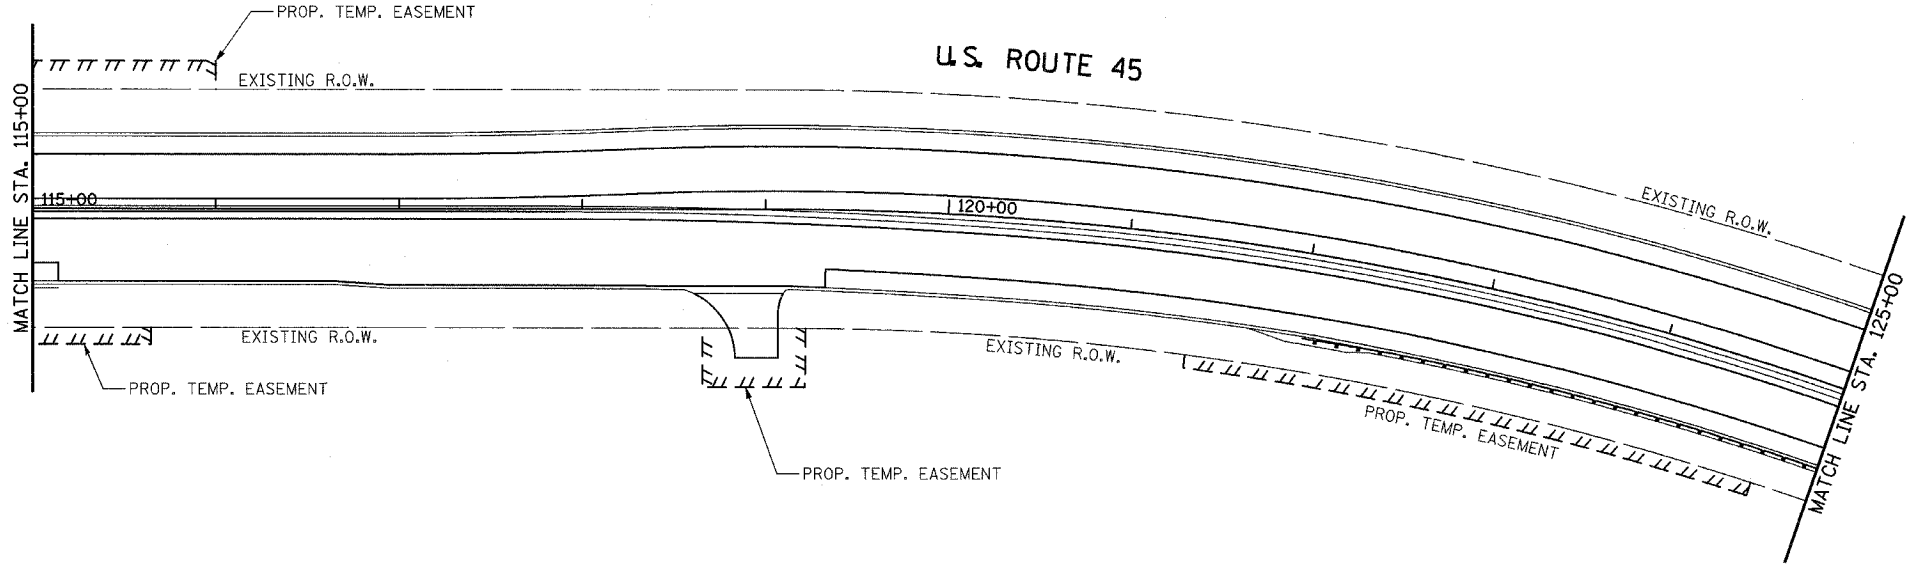 PROP. TEMP. EASEMENT
U.S. ROUTE 45
EXISTING R.O.W.
MATCH LINE STA. 115+00
115+00
120+00
EXISTING R.O.W.
EXISTING R.O.W.
EXISTING R.O.W.
PROP. TEMP. EASEMENT
PROP. TEMP. EASEMENT
PROP. TEMP. EASEMENT
MATCH LINE STA. 125+00